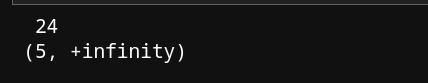 24
(5, +infinity)